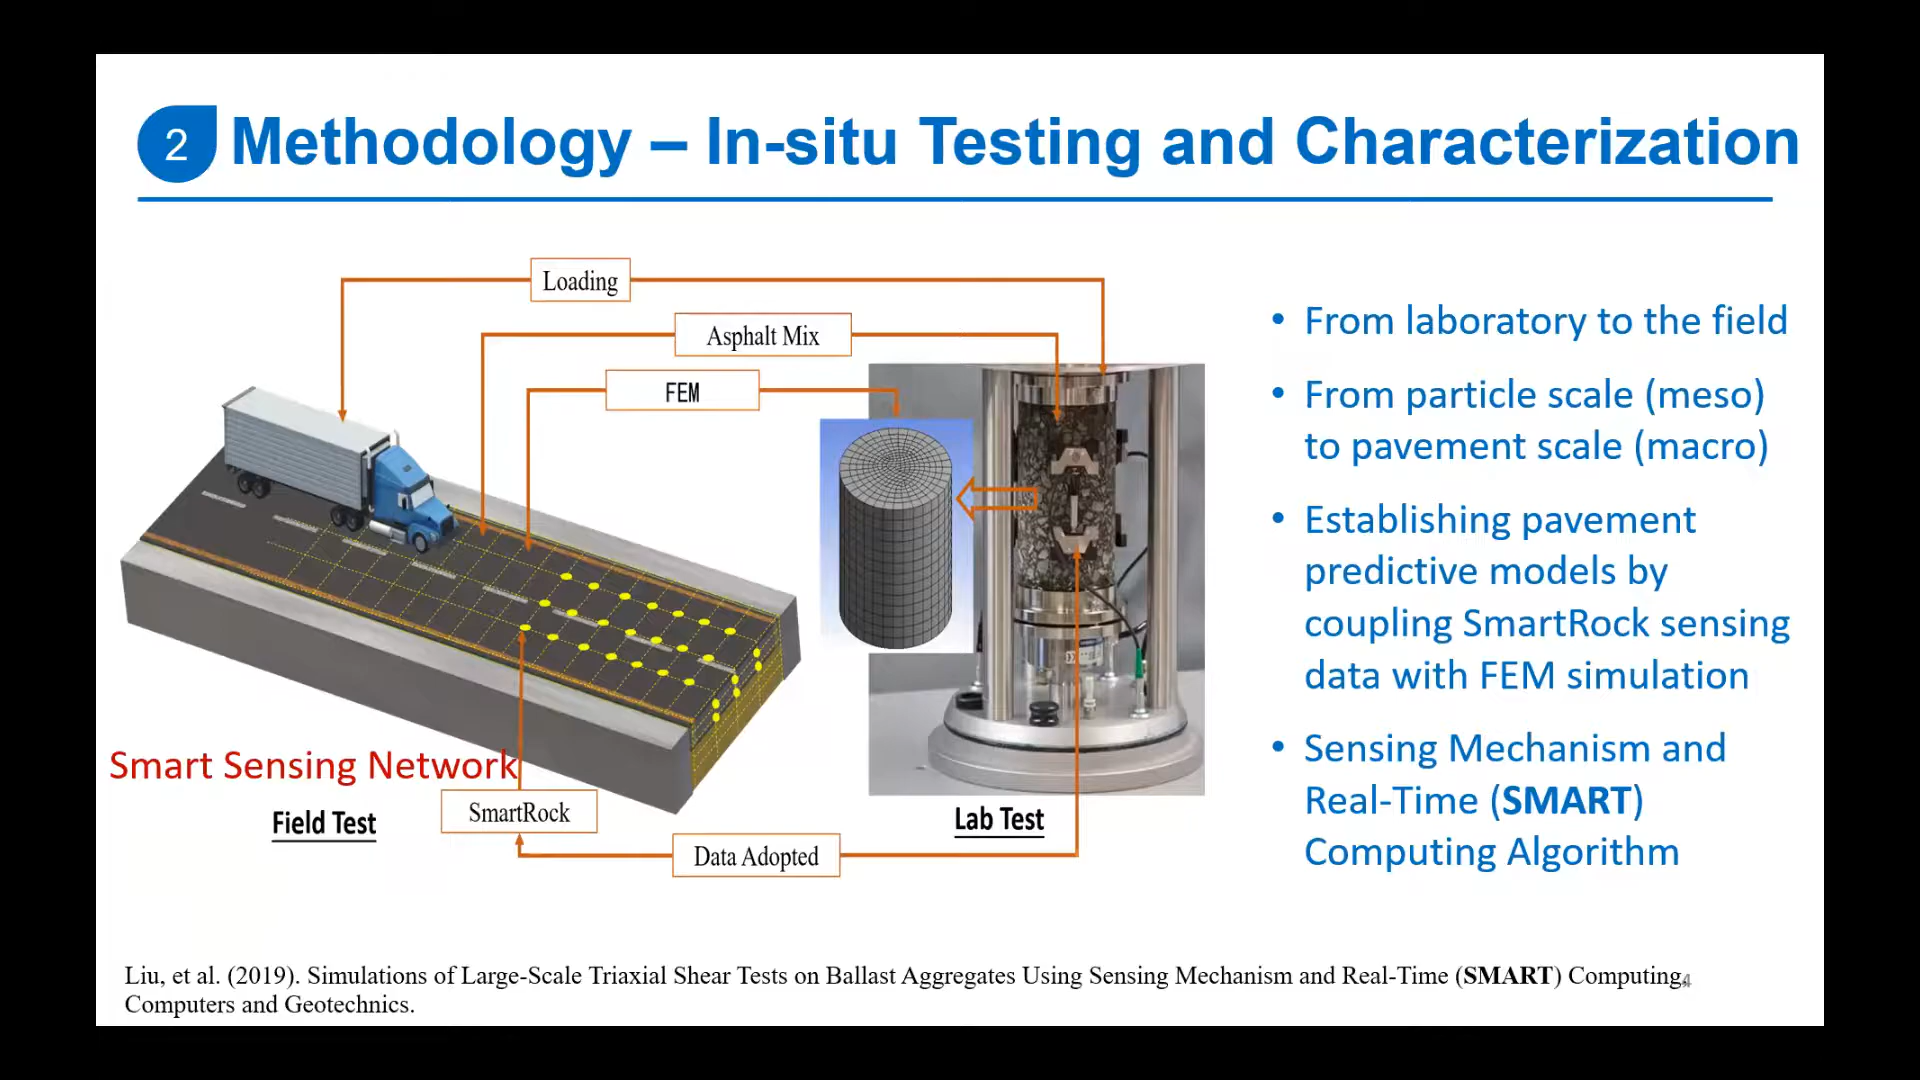 2
Methodology – In-situ Testing and Characterization
Loading
Asphalt Mix
FEM
Smart Sensing Network
Field Test
SmartRock
Data Adopted
Lab Test
• From laboratory to the field
• From particle scale (meso)
to pavement scale (macro)
• Establishing pavement
predictive models by
coupling SmartRock sensing
data with FEM simulation
• Sensing Mechanism and
Real-Time (SMART)
Computing Algorithm
Liu, et al. (2019). Simulations of Large-Scale Triaxial Shear Tests on Ballast Aggregates Using Sensing Mechanism and Real-Time (SMART) Computing,
Computers and Geotechnics.
4